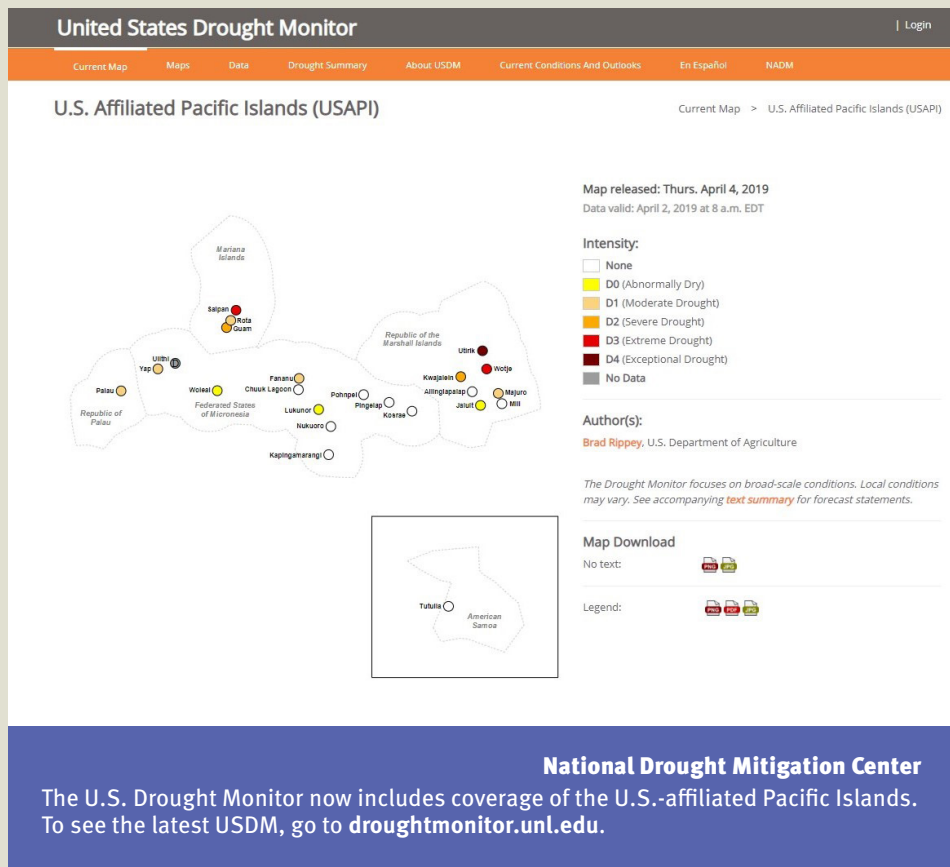 United States Drought Monitor
| Login
Current Map Maps Data Drought Summary About USDM Current Conditions And Outlooks En Español NADM
U.S. Affiliated Pacific Islands (USAPI)
Current Map > U.S. Affiliated Pacific Islands (USAPI)
Mariana
Islands
Saipan
Rota
Guam
Republic of the
Marshall Islands
Utirik
Ulithi
Yap
Wotje
Fananu
Kwajalein
Palau
Woleai
Chuuk Lagoon
Pohnpei
Ailinglapalap
Majuro
Republic of
Palau
Federated States
of Micronesia
Lukunor
Pingelap
Kosrae
Jaluit
Mili
Nukuoro
Kapingamarangi
Tutuila
American
Samoa
Map released: Thurs. April 4, 2019
Data valid: April 2, 2019 at 8 a.m. EDT
Intensity:
None
D0 (Abnormally Dry)
D1 (Moderate Drought)
D2 (Severe Drought)
D3 (Extreme Drought)
D4 (Exceptional Drought)
No Data
Author(s):
Brad Rippey, U.S. Department of Agriculture
The Drought Monitor focuses on broad-scale conditions. Local conditions
may vary. See accompanying text summary for forecast statements.
Map Download
No text:
PNG JPG
Legend:
PNG PDF JPG
National Drought Mitigation Center
The U.S. Drought Monitor now includes coverage of the U.S.-affiliated Pacific Islands.
To see the latest USDM, go to droughtmonitor.unl.edu.